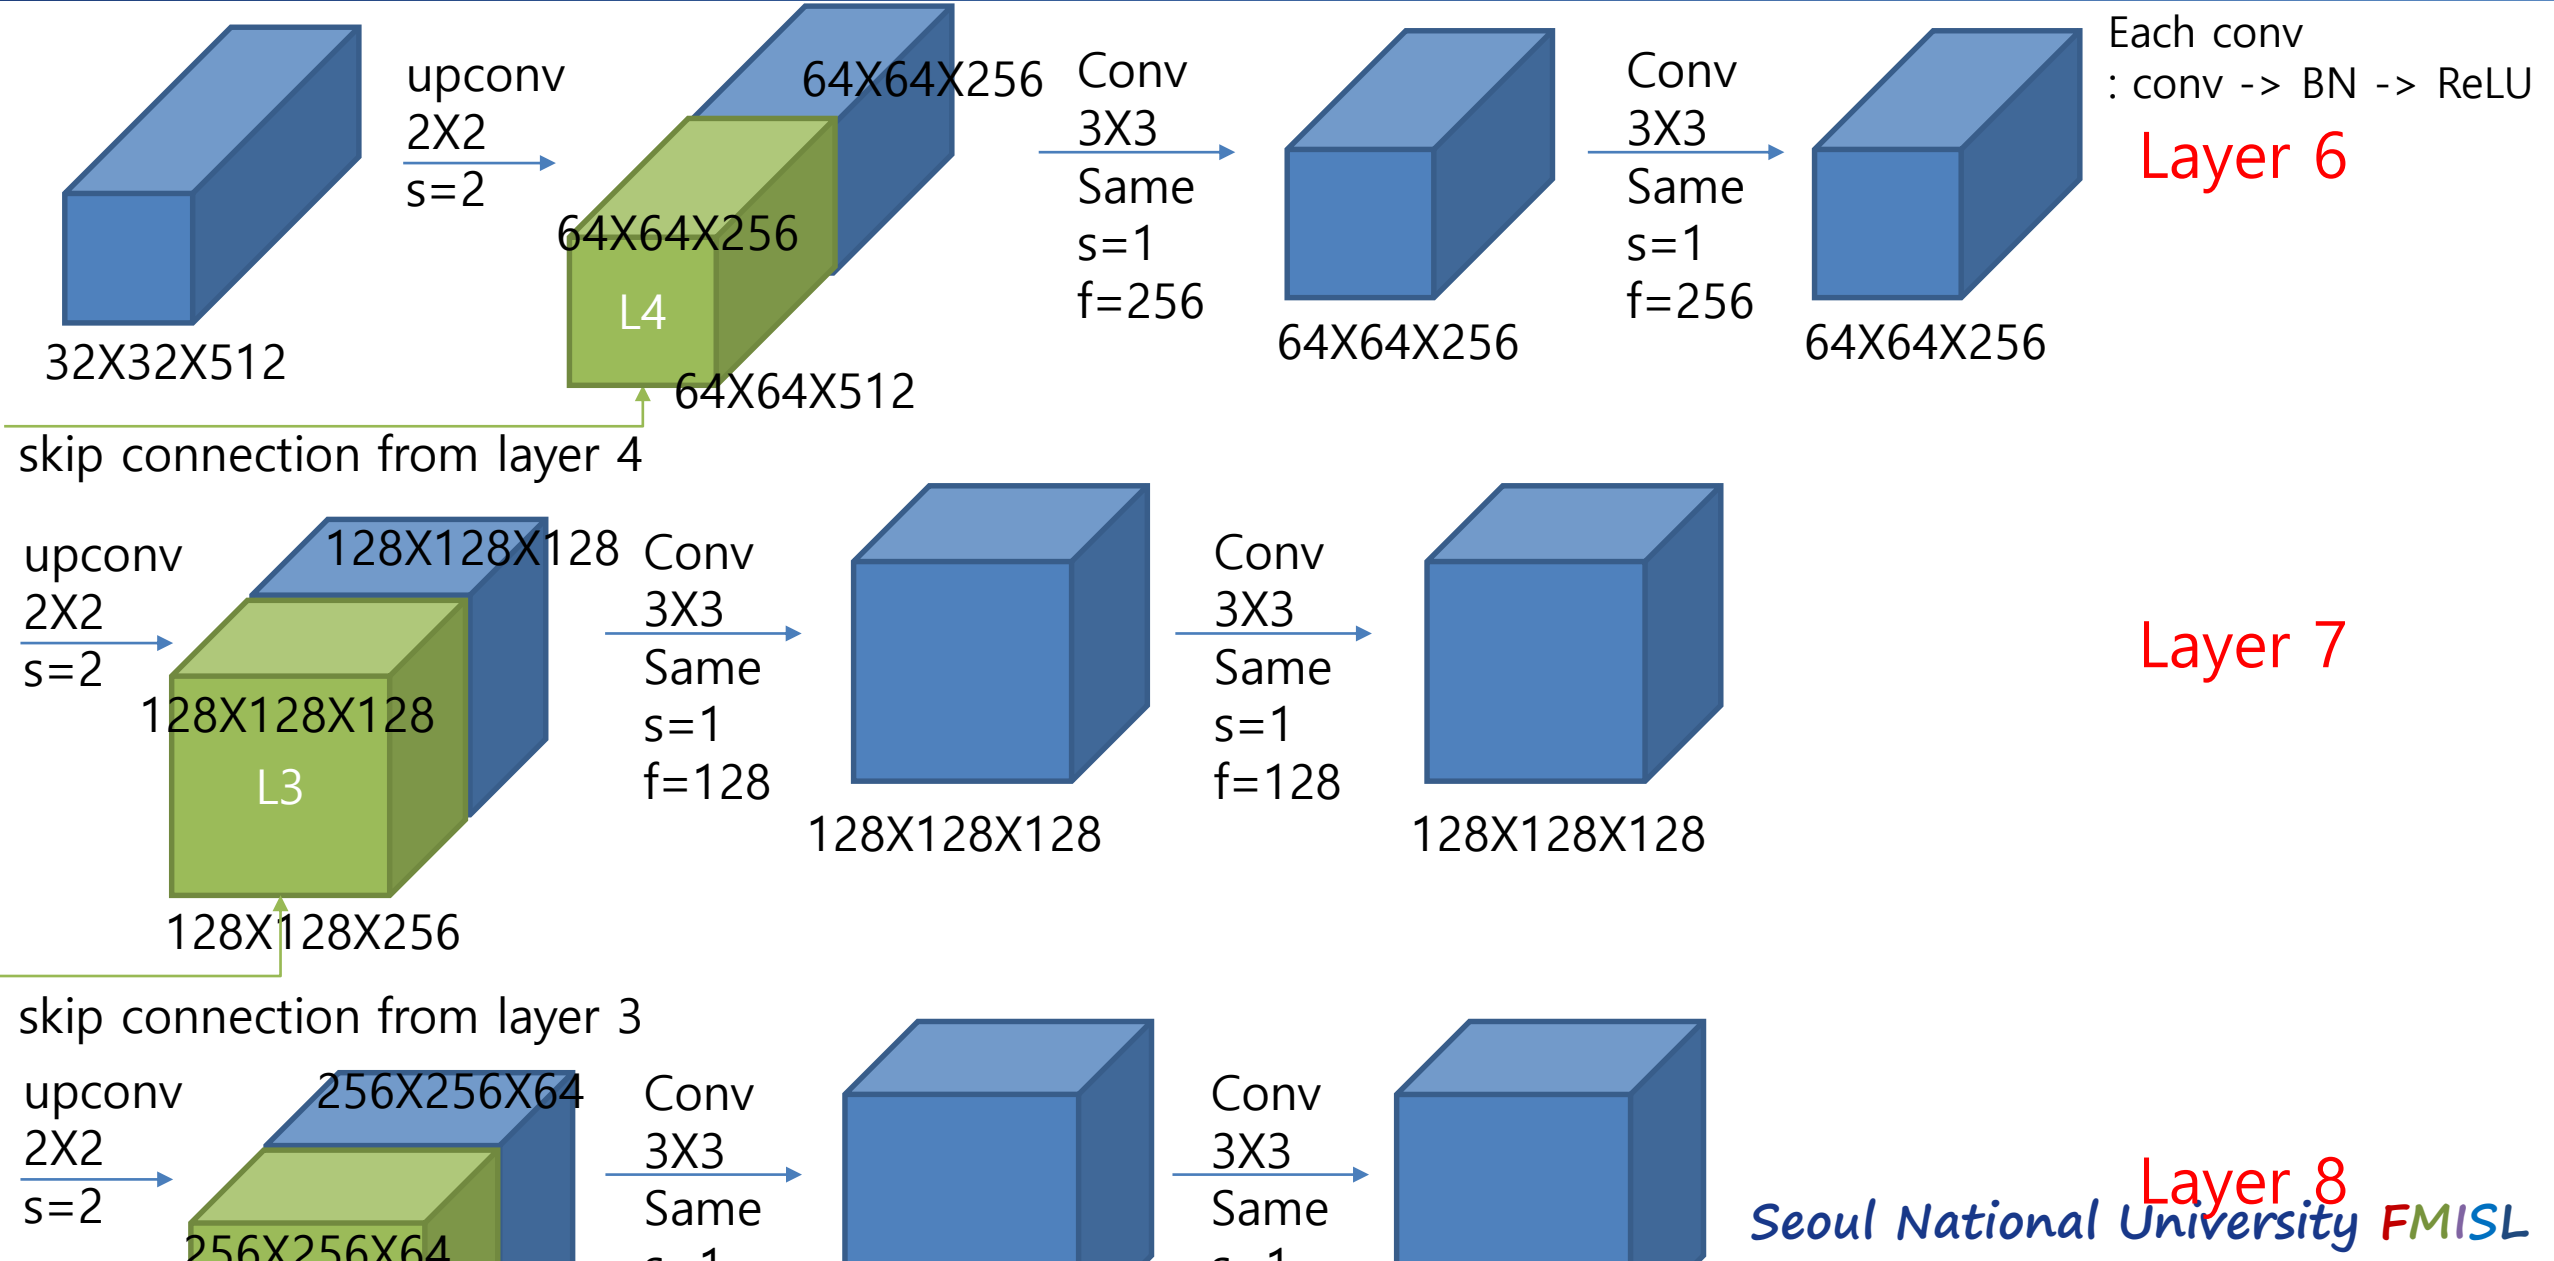 Each conv
: conv -> BN -> ReLU
Layer 6
upconv
2X2
s=2
64X64X256
64X64X256
L4
64X64X512
32X32X512
Conv
3X3
Same
s=1
f=256
64X64X256
Conv
3X3
Same
s=1
f=256
64X64X256
skip connection from layer 4
upconv
2X2
s=2
128X128X128
128X128X128
L3
128X128X256
Conv
3X3
Same
s=1
f=128
128X128X128
Conv
3X3
Same
s=1
f=128
128X128X128
Layer 7
skip connection from layer 3
upconv
2X2
s=2
256X256X64
256X256X64
Conv
3X3
Same
s=1
Conv
3X3
Same
s=1
Layer 8
Seoul National University FMISL